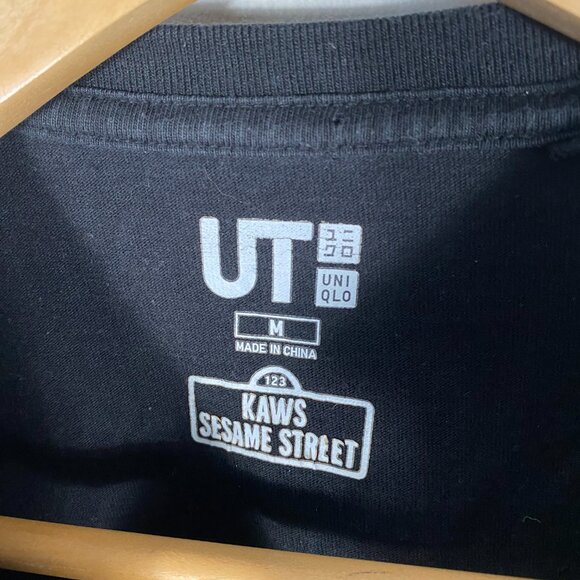 UT ユニ
クロ
UNI
QLO
M
MADE IN CHINA
123
KAWS
SESAME STREET